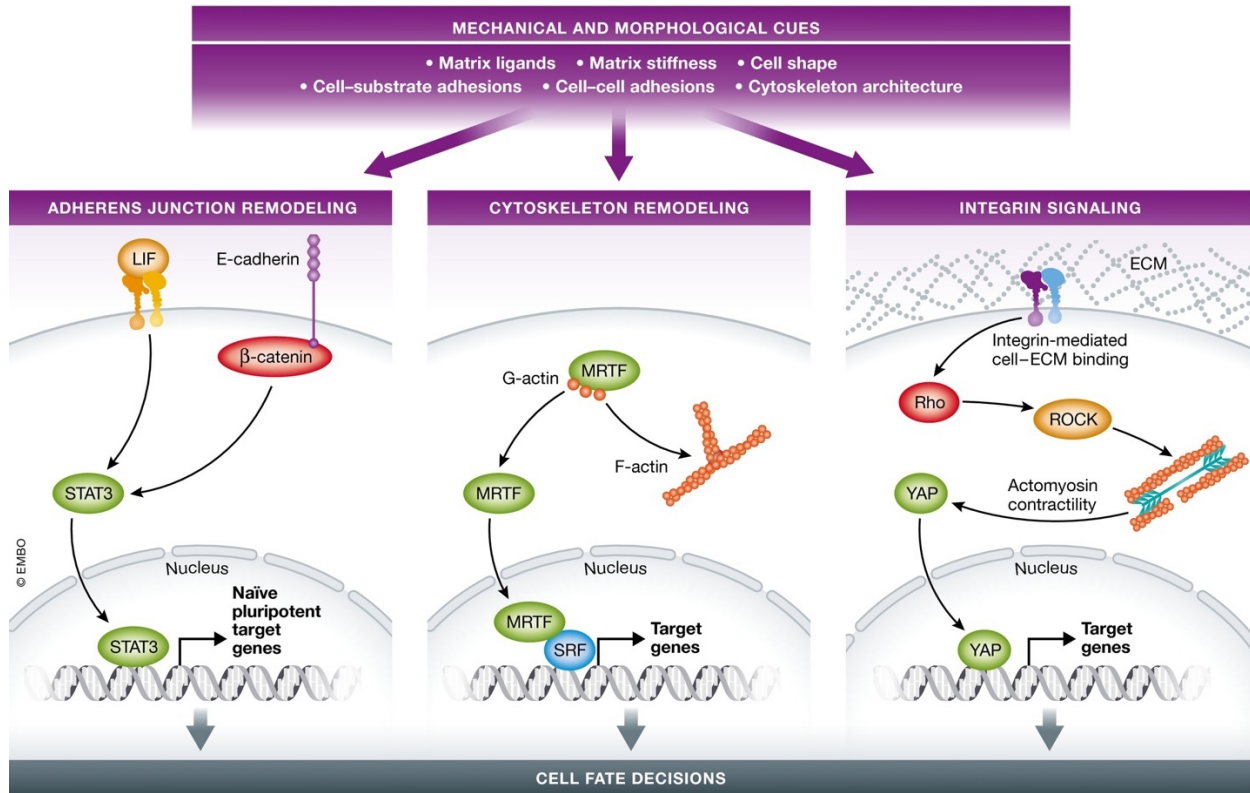 MECHANICAL AND MORPHOLOGICAL CUES
• Matrix ligands • Matrix stiffness • Cell shape
• Cell–substrate adhesions • Cell–cell adhesions • Cytoskeleton architecture
ADHERENS JUNCTION REMODELING
LIF
E-cadherin
β-catenin
STAT3
Nucleus
Naïve
pluripotent
target
genes
STAT3
© EMBO
CYTOSKELETON REMODELING
G-actin
MRTF
F-actin
MRTF
Nucleus
MRTF
SRF
Target
genes
INTEGRIN SIGNALING
ECM
Integrin-mediated
cell–ECM binding
Rho
ROCK
YAP
Actomyosin
contractility
Nucleus
YAP
Target
genes
CELL FATE DECISIONS